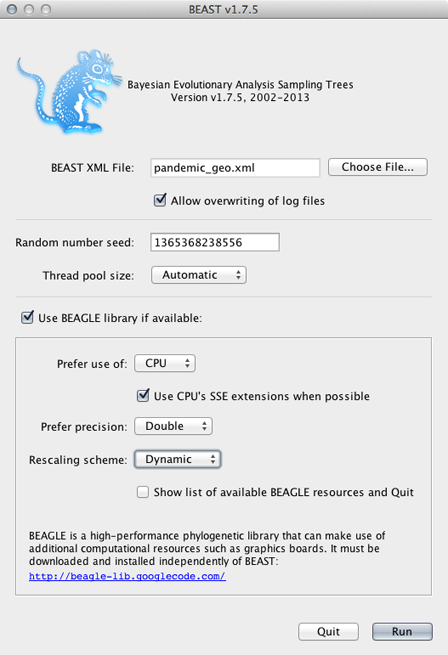 BEAST v1.7.5
Bayesian Evolutionary Analysis Sampling Trees
Version v1.7.5, 2002-2013
BEAST XML File: pandemic_geo.xml Choose File...
Allow overwriting of log files
Random number seed: 1365368238556
Thread pool size: Automatic
Use BEAGLE library if available:
Prefer use of: CPU
Use CPU's SSE extensions when possible
Prefer precision: Double
Rescaling scheme: Dynamic
Show list of available BEAGLE resources and Quit
BEAGLE is a high-performance phylogenetic library that can make use of
additional computational resources such as graphics boards. It must be
downloaded and installed independently of BEAST:
http://beagle-lib.googlecode.com/
Quit Run